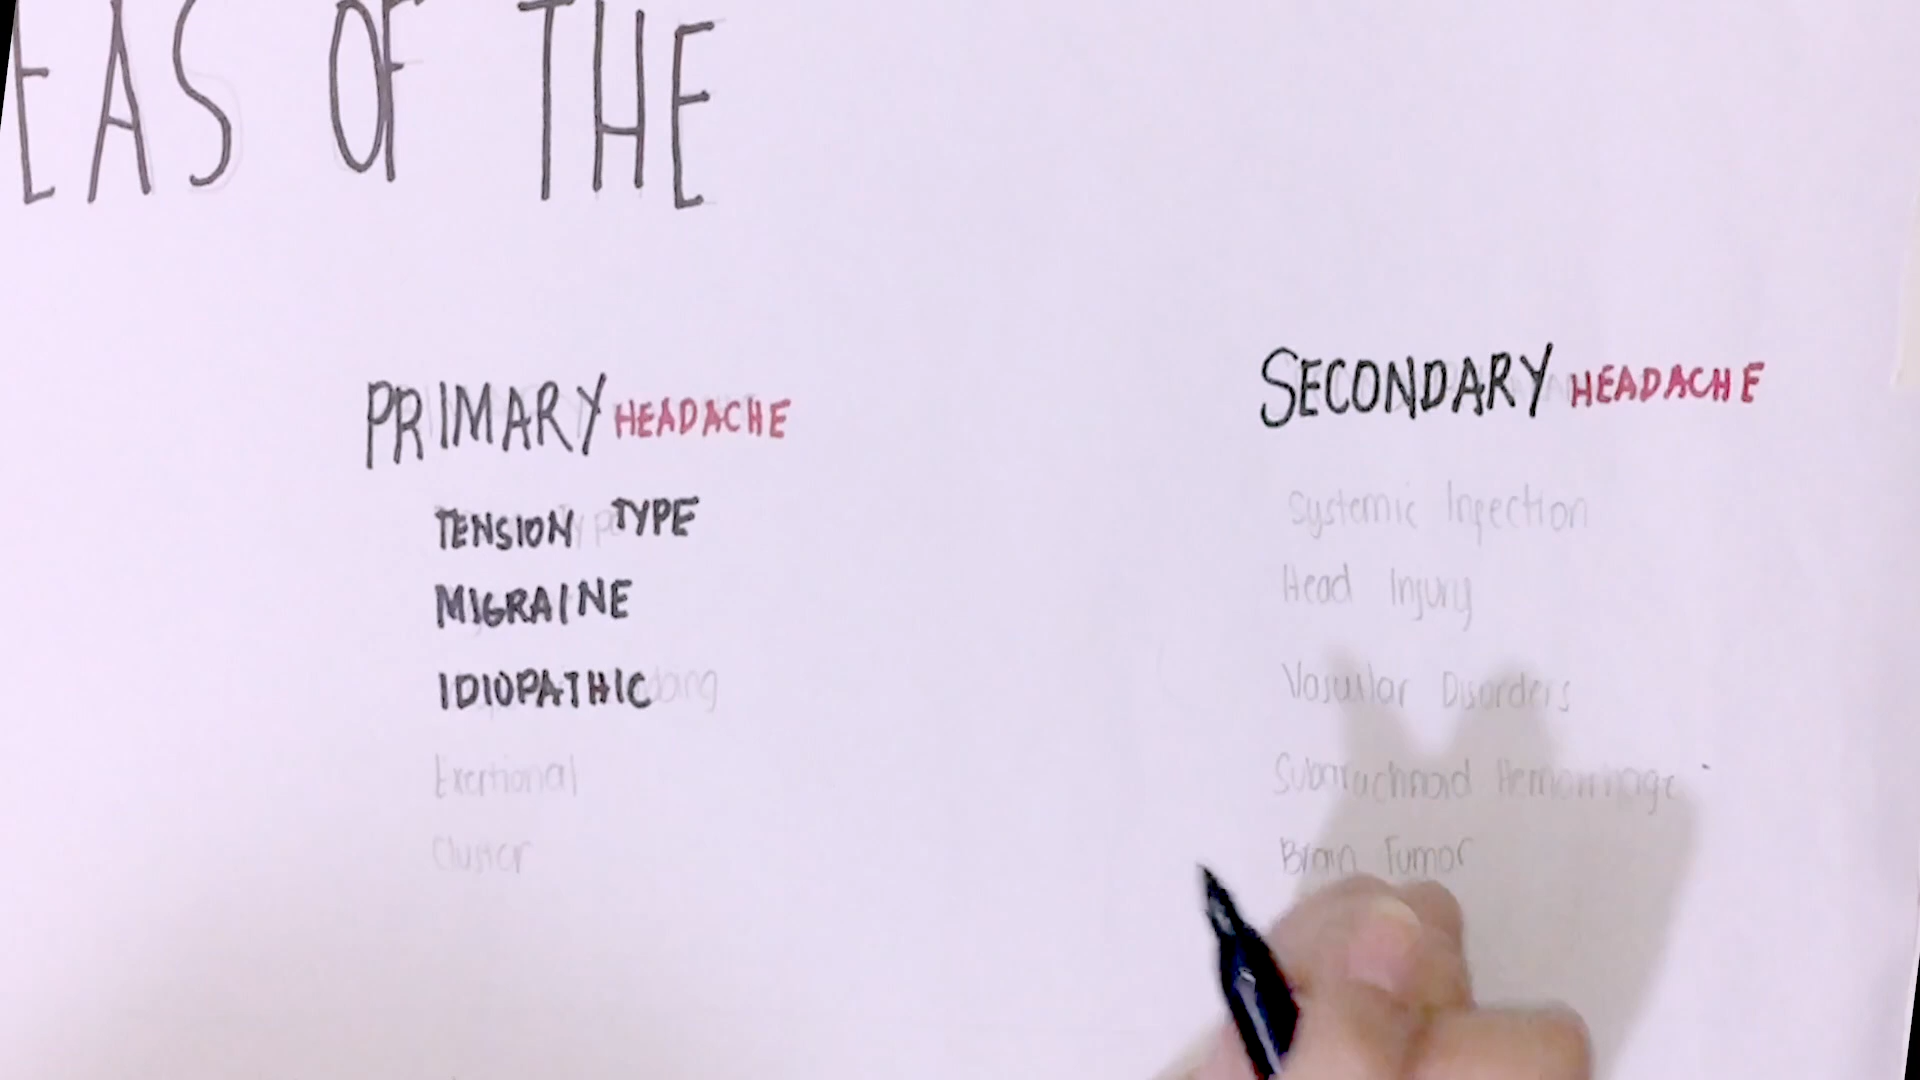 EAS OF THE
PRIMARY HEADACHE
TENSION TYPE
MIGRAINE
IDIOPATHIC
Exertional
Cluster
SECONDARY HEADACHE
Systemic Infection
Head Injury
Vascular Disorders
Subarachnoid Hemorrhage
Brain Tumor